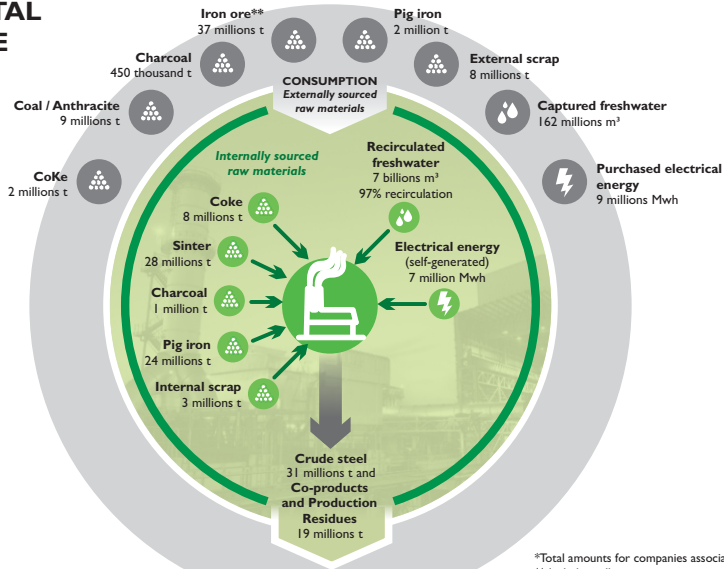 TAL
E
Iron ore**
37 millions t
Pig iron
2 million t
Charcoal
450 thousand t
External scrap
8 millions t
CONSUMPTION
Externally sourced
raw materials
Coal / Anthracite
9 millions t
Captured freshwater
162 millions m³
CoKe
2 millions t
Purchased electrical
energy
9 millions Mwh
Internally sourced
raw materials
Recirculated
freshwater
7 billions m³
97% recirculation
Coke
8 millions t
Sinter
28 millions t
Electrical energy
(self-generated)
7 million Mwh
Charcoal
1 million t
Pig iron
24 millions t
Internal scrap
3 millions t
Crude steel
31 millions t and
Co-products
and Production
Residues
19 millions t
*Total amounts for companies associa